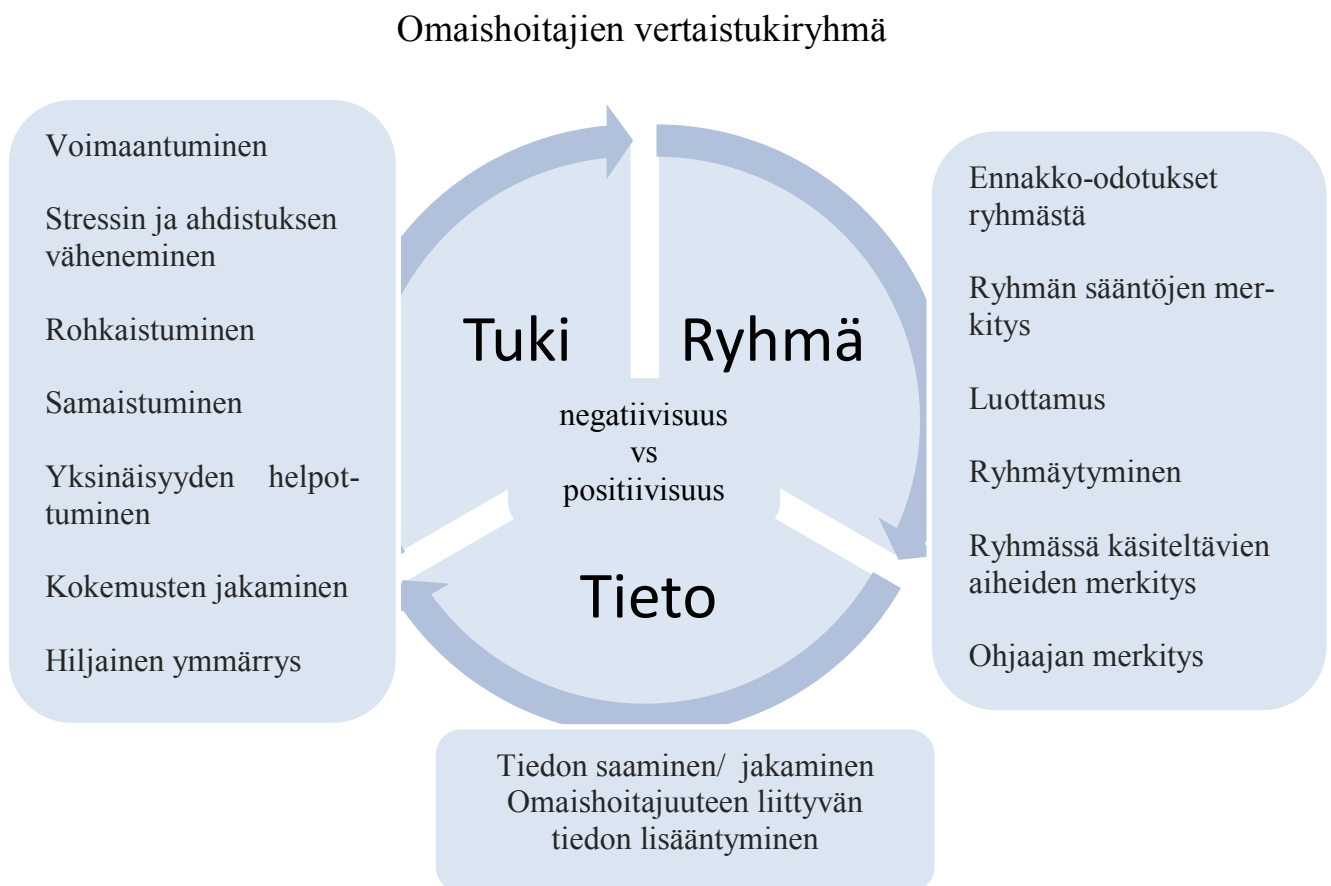 Omaishoitajien vertaistukiryhmä
Voimaantuminen
Stressin ja ahdistuksen
väheneminen
Rohkaistuminen
Samaistuminen
Yksinäisyyden helpot-
tuminen
Kokemusten jakaminen
Hiljainen ymmärrys
Tuki
Ryhmä
negatiivisuus
vs
positiivisuus
Tieto
Ennakko-odotukset
ryhmästä
Ryhmän sääntöjen mer-
kitys
Luottamus
Ryhmäytyminen
Ryhmässä käsiteltävien
aiheiden merkitys
Ohjaajan merkitys
Tiedon saaminen/ jakaminen
Omaishoitajuuteen liittyvän
tiedon lisääntyminen